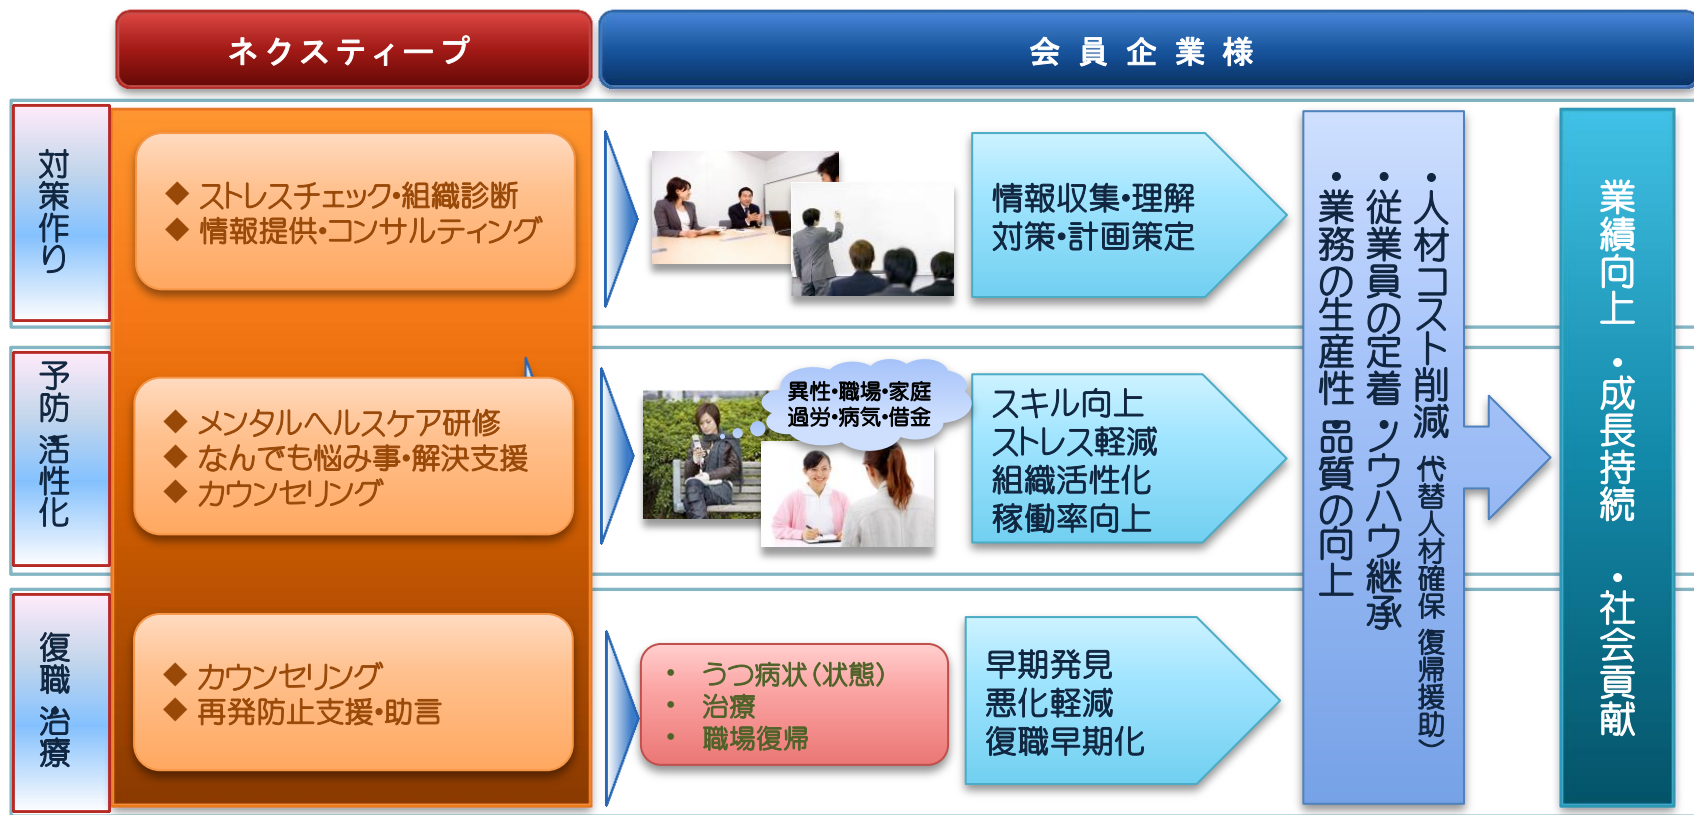 ネクスティープ
会員企業様
対策作り
◆ ストレスチェック・組織診断
◆ 情報提供・コンサルティング
情報収集・理解
対策・計画策定
予防 活性化
◆ メンタルヘルスケア研修
◆ なんでも悩み事・解決支援
◆ カウンセリング
異性・職場・家庭
過労・病気・借金
スキル向上
ストレス軽減
組織活性化
稼働率向上
復職 治療
◆ カウンセリング
◆ 再発防止支援・助言
• うつ病状（状態）
• 治療
• 職場復帰
早期発見
悪化軽減
復職早期化
・人材コスト削減 代替人材確保 復帰援助）
・従業員の定着・ノウハウ継承
・業務の生産性・品質の向上
業績向上 ・成長持続 ・社会貢献